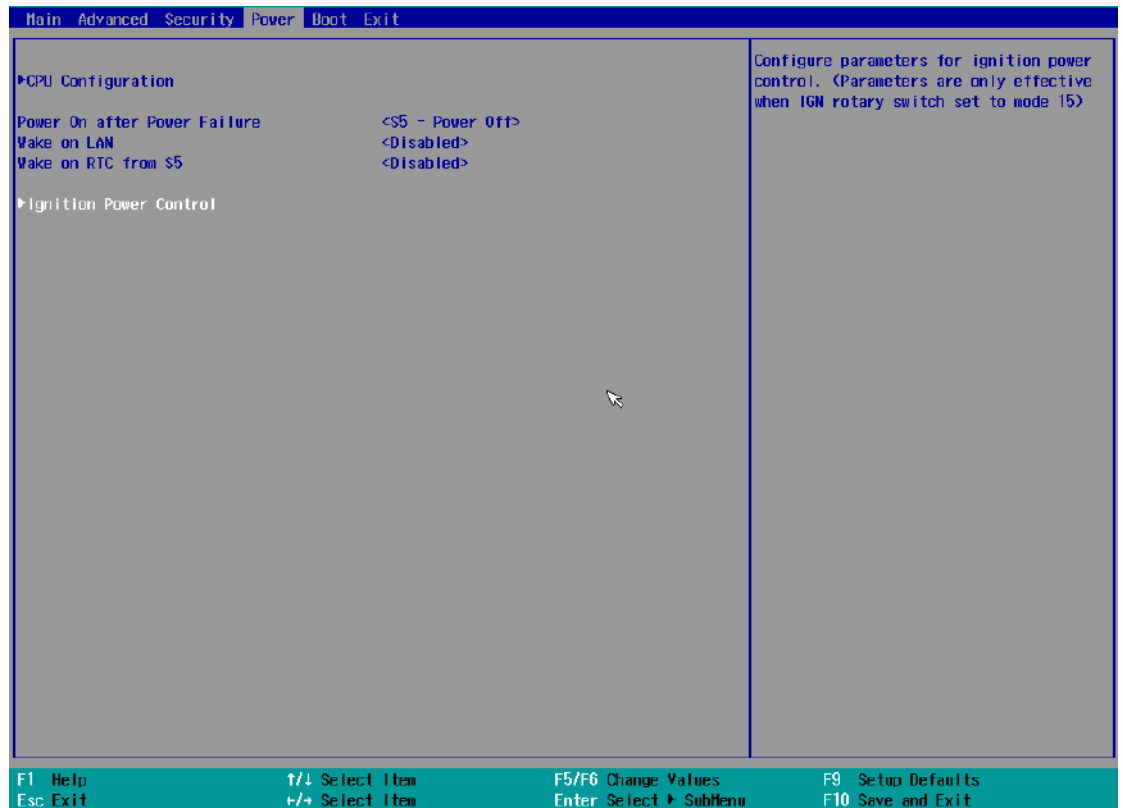 Main Advanced Security Power Boot Exit
▶CPU Configuration
Power On after Power Failure <S5 - Power Off>
Wake on LAN <Disabled>
Wake on RTC from S5 <Disabled>
▶Ignition Power Control
Configure parameters for ignition power
control. (Parameters are only effective
when IGN rotary switch set to mode 15)
F1 Help ↑/↓ Select Item F5/F6 Change Values F9 Setup Defaults
Esc Exit ←/→ Select Item Enter Select ▶ SubMenu F10 Save and Exit